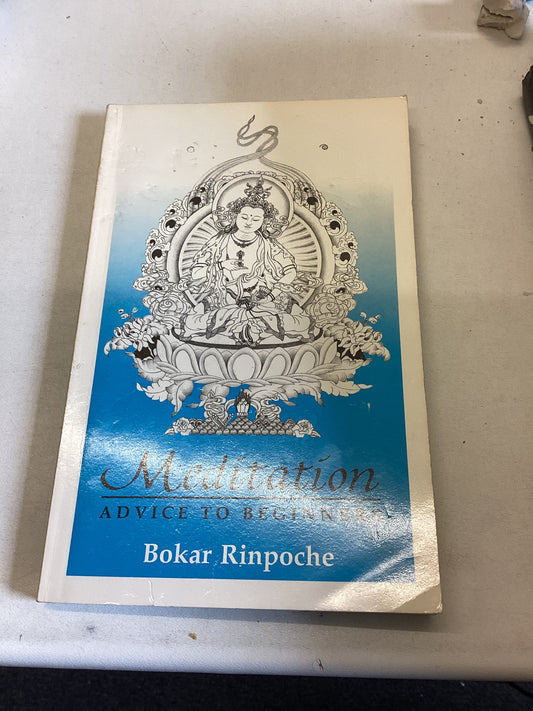 Meditation
ADVICE TO BEGINNERS
Bokar Rinpoche